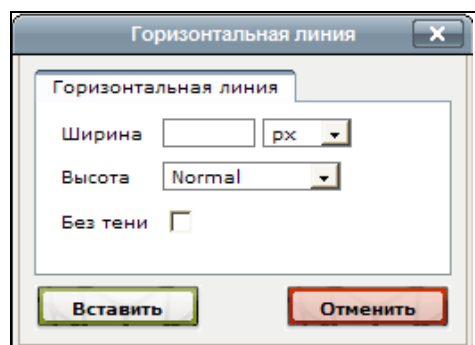 Горизонтальная линия
Горизонтальная линия
Ширина px
Высота Normal
Без тени
Вставить Отменить